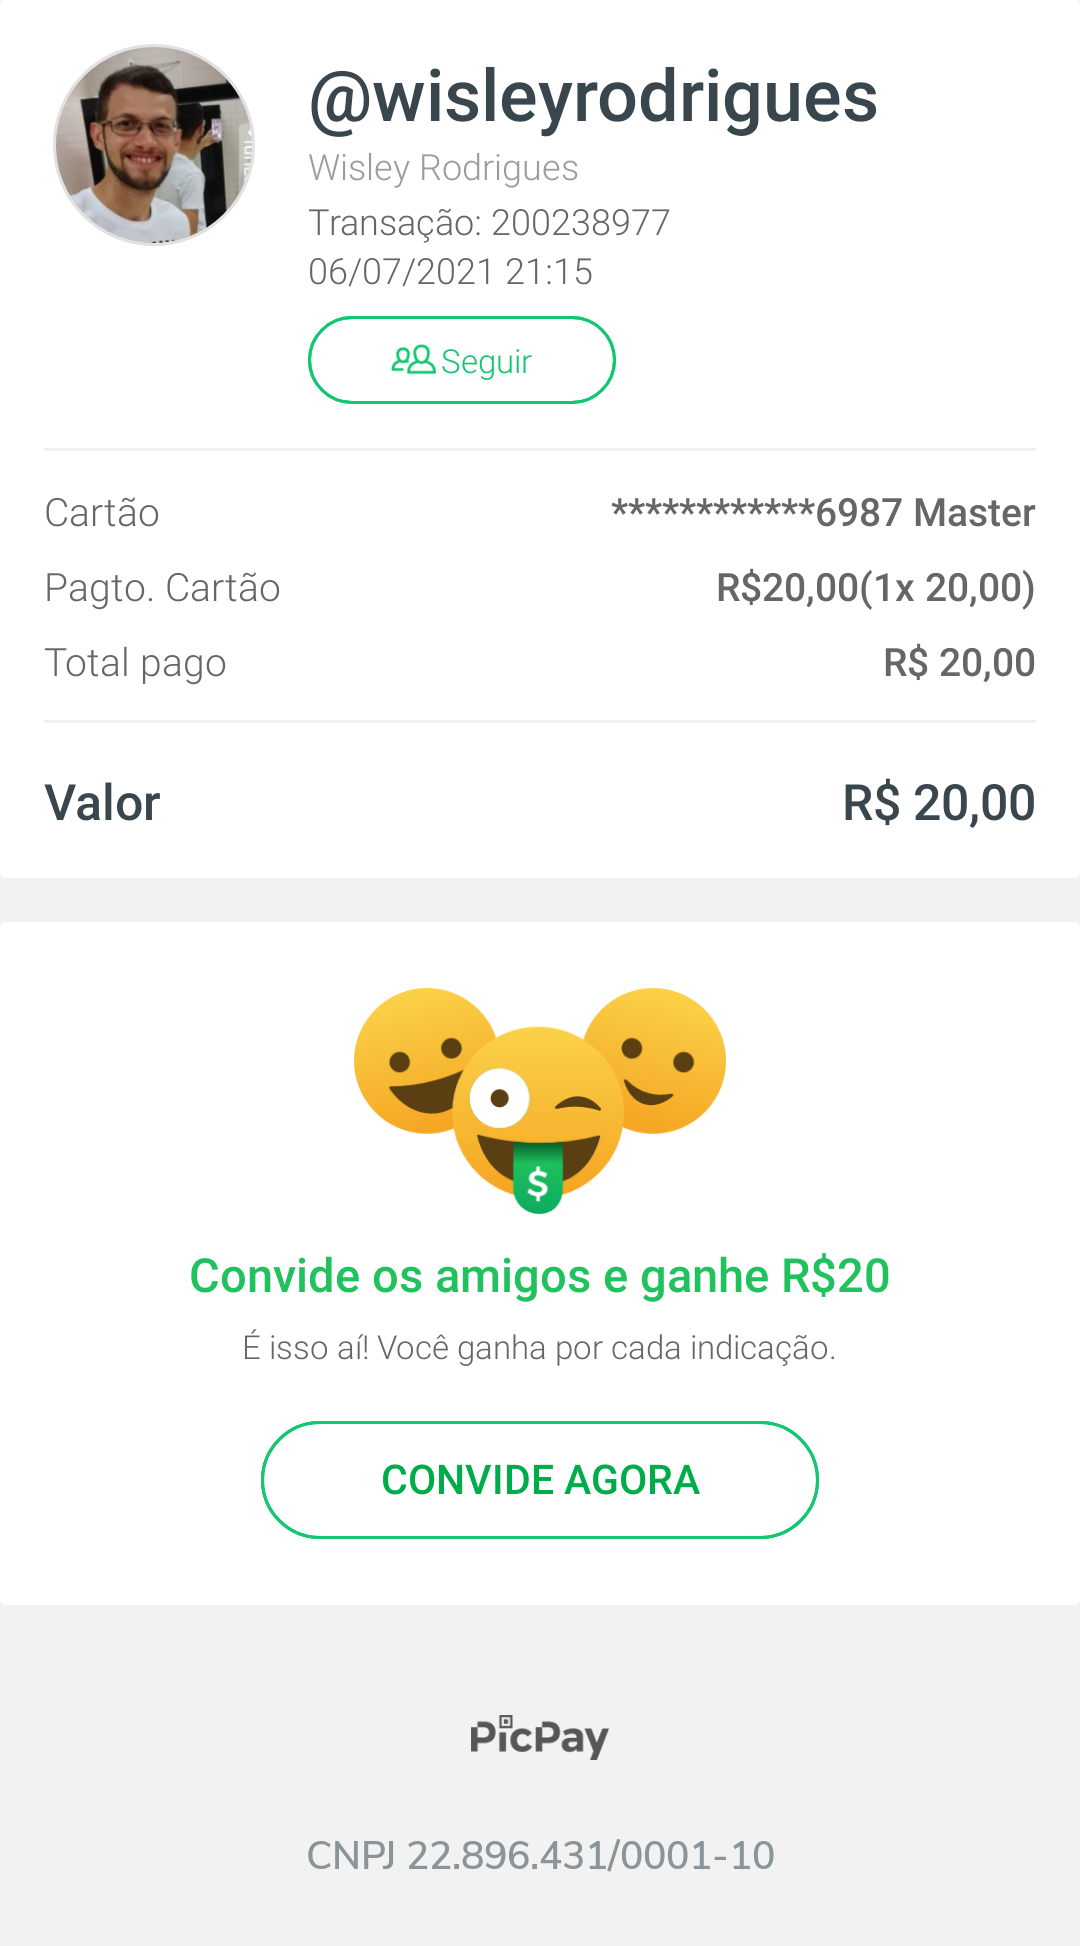 @wisleyrodrigues
Wisley Rodrigues
Transação: 200238977
06/07/2021 21:15
Seguir
Cartão ************6987 Master
Pagto. Cartão R$20,00(1x 20,00)
Total pago R$ 20,00
Valor R$ 20,00
$
Convide os amigos e ganhe R$20
É isso aí! Você ganha por cada indicação.
CONVIDE AGORA
PicPay
CNPJ 22.896.431/0001-10